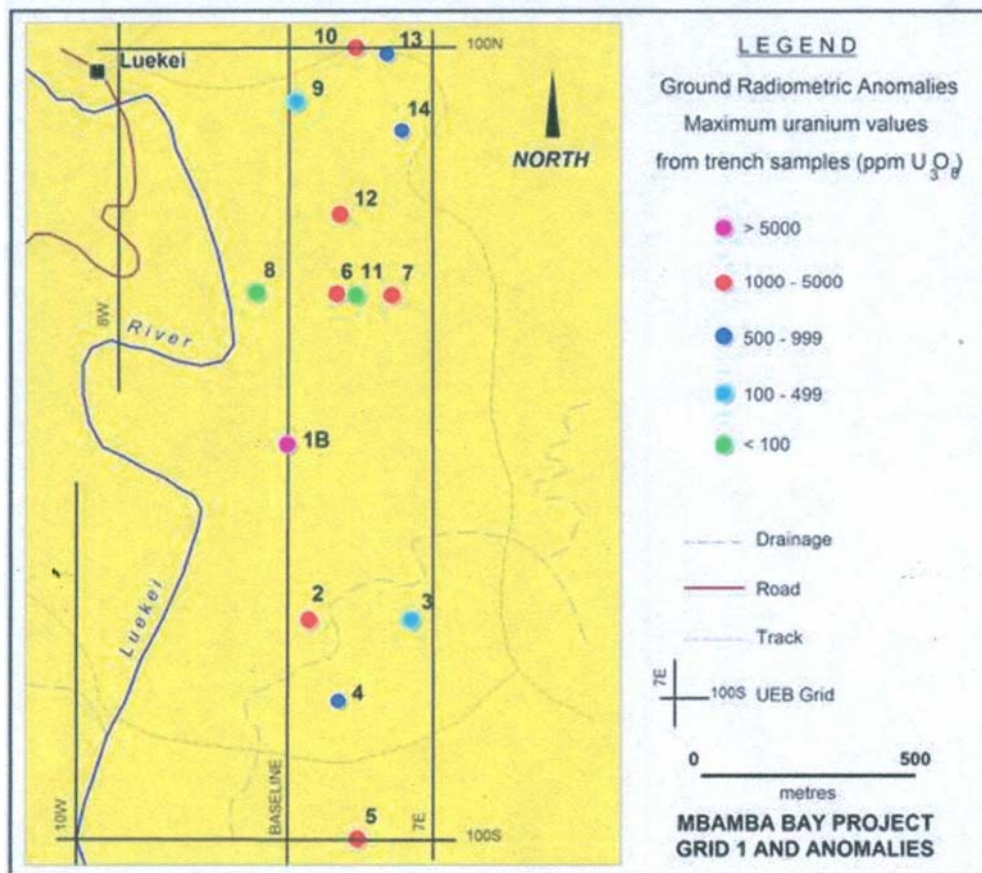 10
13
100N
Luekei
9
14
12
8
6
11
7
8W
River
1B
2
3
Luekei
4
10W
BASELINE
5
7E
100S
LEGEND
Ground Radiometric Anomalies
Maximum uranium values
from trench samples (ppm U3O8)
NORTH
> 5000
1000 - 5000
500 - 999
100 - 499
< 100
Drainage
Road
Track
7E
100S UEB Grid
0 500
metres
MBAMBA BAY PROJECT
GRID 1 AND ANOMALIES